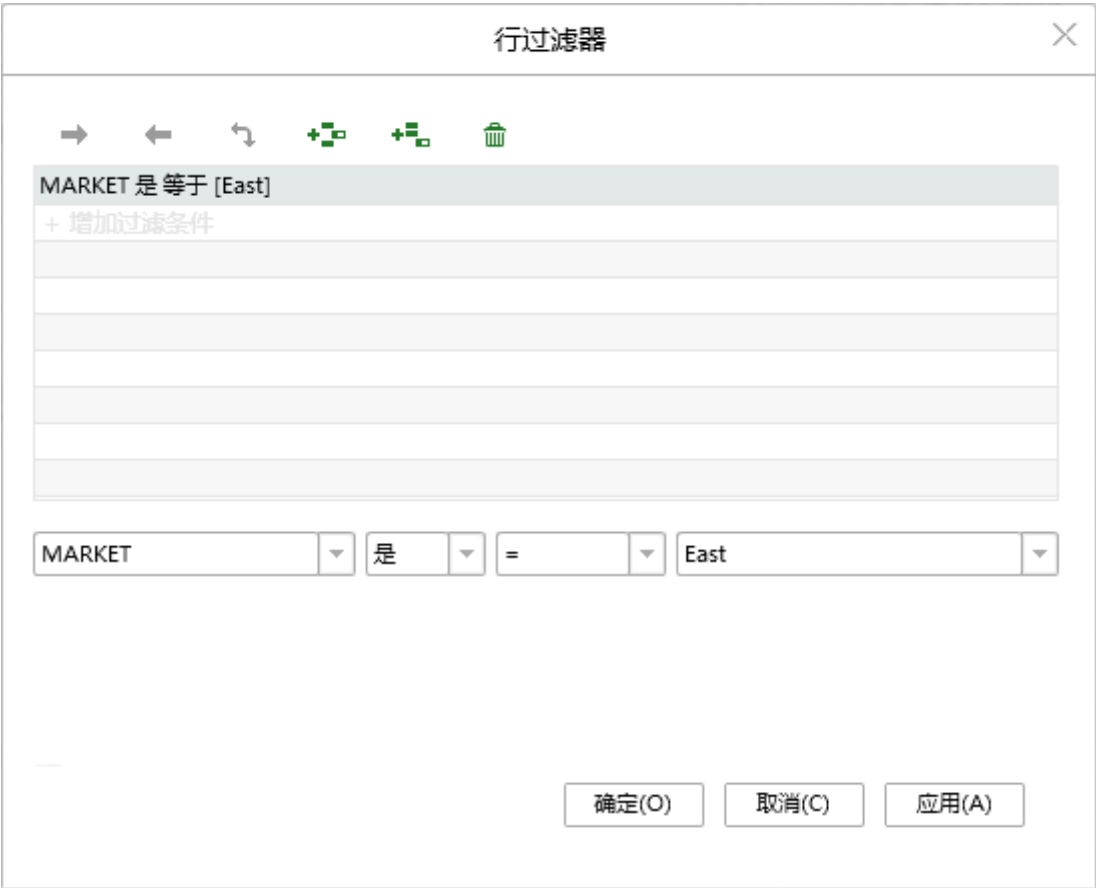 行过滤器
MARKET 是 等于 [East]
+ 增加过滤条件
MARKET 是 = East
确定(O) 取消(C) 应用(A)